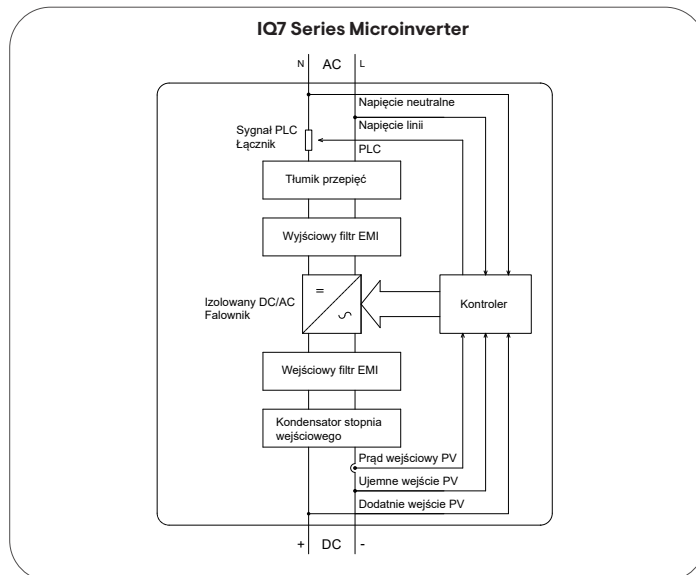 IQ7 Series Microinverter
N AC L
Napięcie neutralne
Napięcie linii
Sygnał PLC
Łącznik
PLC
Tłumik przepięć
Wyjściowy filtr EMI
=
Izolowany DC/AC
Falownik
Kontroler
Wejściowy filtr EMI
Kondensator stopnia
wejściowego
Prąd wejściowy PV
Ujemne wejście PV
Dodatnie wejście PV
+ DC -